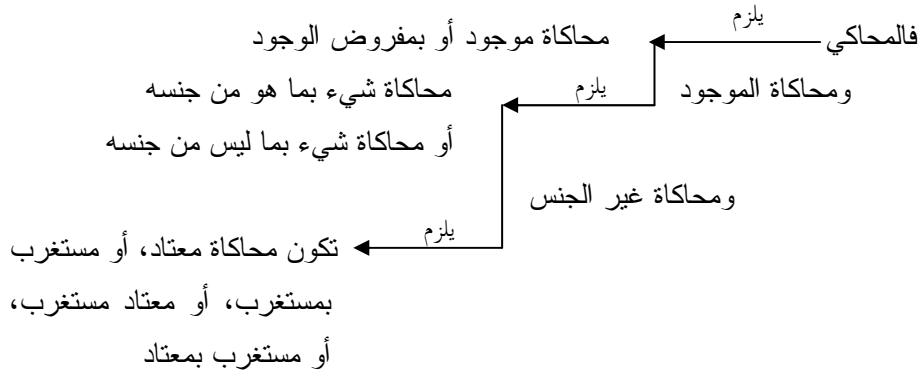 فالمحاكي يلزم محاكاة موجود أو بمفروض الوجود
ومحاكاة الموجود يلزم محاكاة شيء بما هو من جنسه
أو محاكاة شيء بما ليس من جنسه
ومحاكاة غير الجنس
يلزم تكون محاكاة معتاد، أو مستغرب
بمستغرب، أو معتاد مستغرب،
أو مستغرب بمعتاد